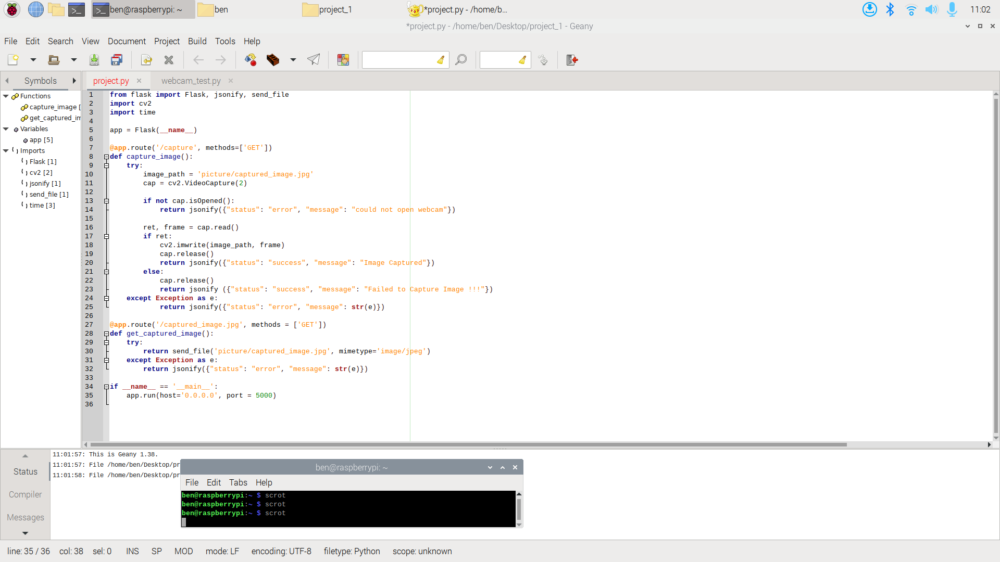 ben@raspberrypi: ~
ben
project_1
*project.py - /home/b...
11:02
*project.py - /home/ben/Desktop/project_1 - Geany
File Edit Search View Document Project Build Tools Help
Symbols
project.py
webcam_test.py
Functions
capture_image [
get_captured_im
Variables
app [5]
Imports
Flask [1]
cv2 [2]
jsonify [1]
send_file [1]
time [3]
1 from flask import Flask, jsonify, send_file
2 import cv2
3 import time
4
5 app = Flask(__name__)
6
7 @app.route('/capture', methods=['GET'])
8 def capture_image():
9     try:
10         image_path = 'picture/captured_image.jpg'
11         cap = cv2.VideoCapture(2)
12
13         if not cap.isOpened():
14             return jsonify({"status": "error", "message": "could not open webcam"})
15
16         ret, frame = cap.read()
17         if ret:
18             cv2.imwrite(image_path, frame)
19             cap.release()
20             return jsonify({"status": "success", "message": "Image Captured"})
21         else:
22             cap.release()
23             return jsonify ({"status": "success", "message": "Failed to Capture Image !!!"})
24     except Exception as e:
25             return jsonify({"status": "error", "message": str(e)})
26
27 @app.route('/captured_image.jpg', methods = ['GET'])
28 def get_captured_image():
29     try:
30         return send_file('picture/captured_image.jpg', mimetype='image/jpeg')
31     except Exception as e:
32         return jsonify({"status": "error", "message": str(e)})
33
34 if __name__ == '__main__':
35     app.run(host='0.0.0.0', port = 5000)
36
Status
Compiler
Messages
11:01:57: This is Geany 1.38.
11:01:57: File /home/ben/Desktop/pr
11:01:58: File /home/ben/Desktop/pr
ben@raspberrypi: ~
File Edit Tabs Help
ben@raspberrypi:~ $ scrot
ben@raspberrypi:~ $ scrot
ben@raspberrypi:~ $ scrot
line: 35 / 36 col: 38 sel: 0 INS SP MOD mode: LF encoding: UTF-8 filetype: Python scope: unknown